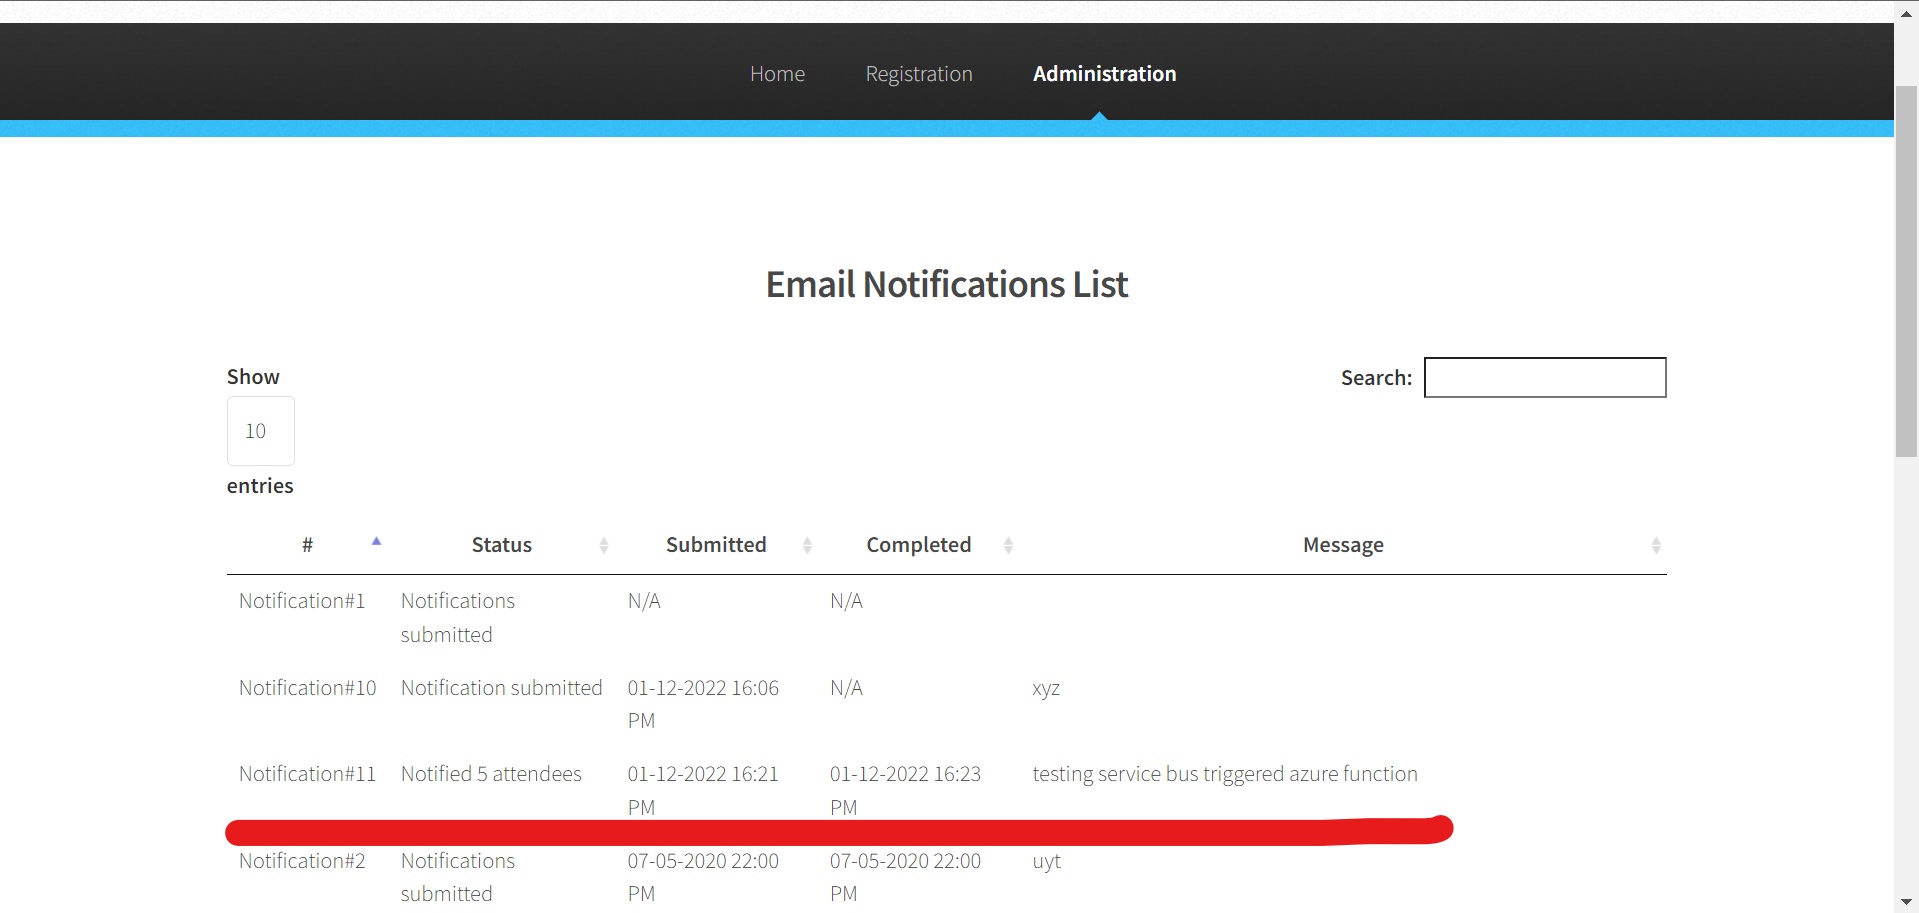 Home Registration Administration
Email Notifications List
Show
10
entries
Search:
# Status Submitted Completed Message
Notification#1 Notifications N/A N/A
submitted
Notification#10 Notification submitted 01-12-2022 16:06 N/A xyz
PM
Notification#11 Notified 5 attendees 01-12-2022 16:21 01-12-2022 16:23 testing service bus triggered azure function
PM PM
Notification#2 Notifications 07-05-2020 22:00 07-05-2020 22:00 uyt
submitted PM PM